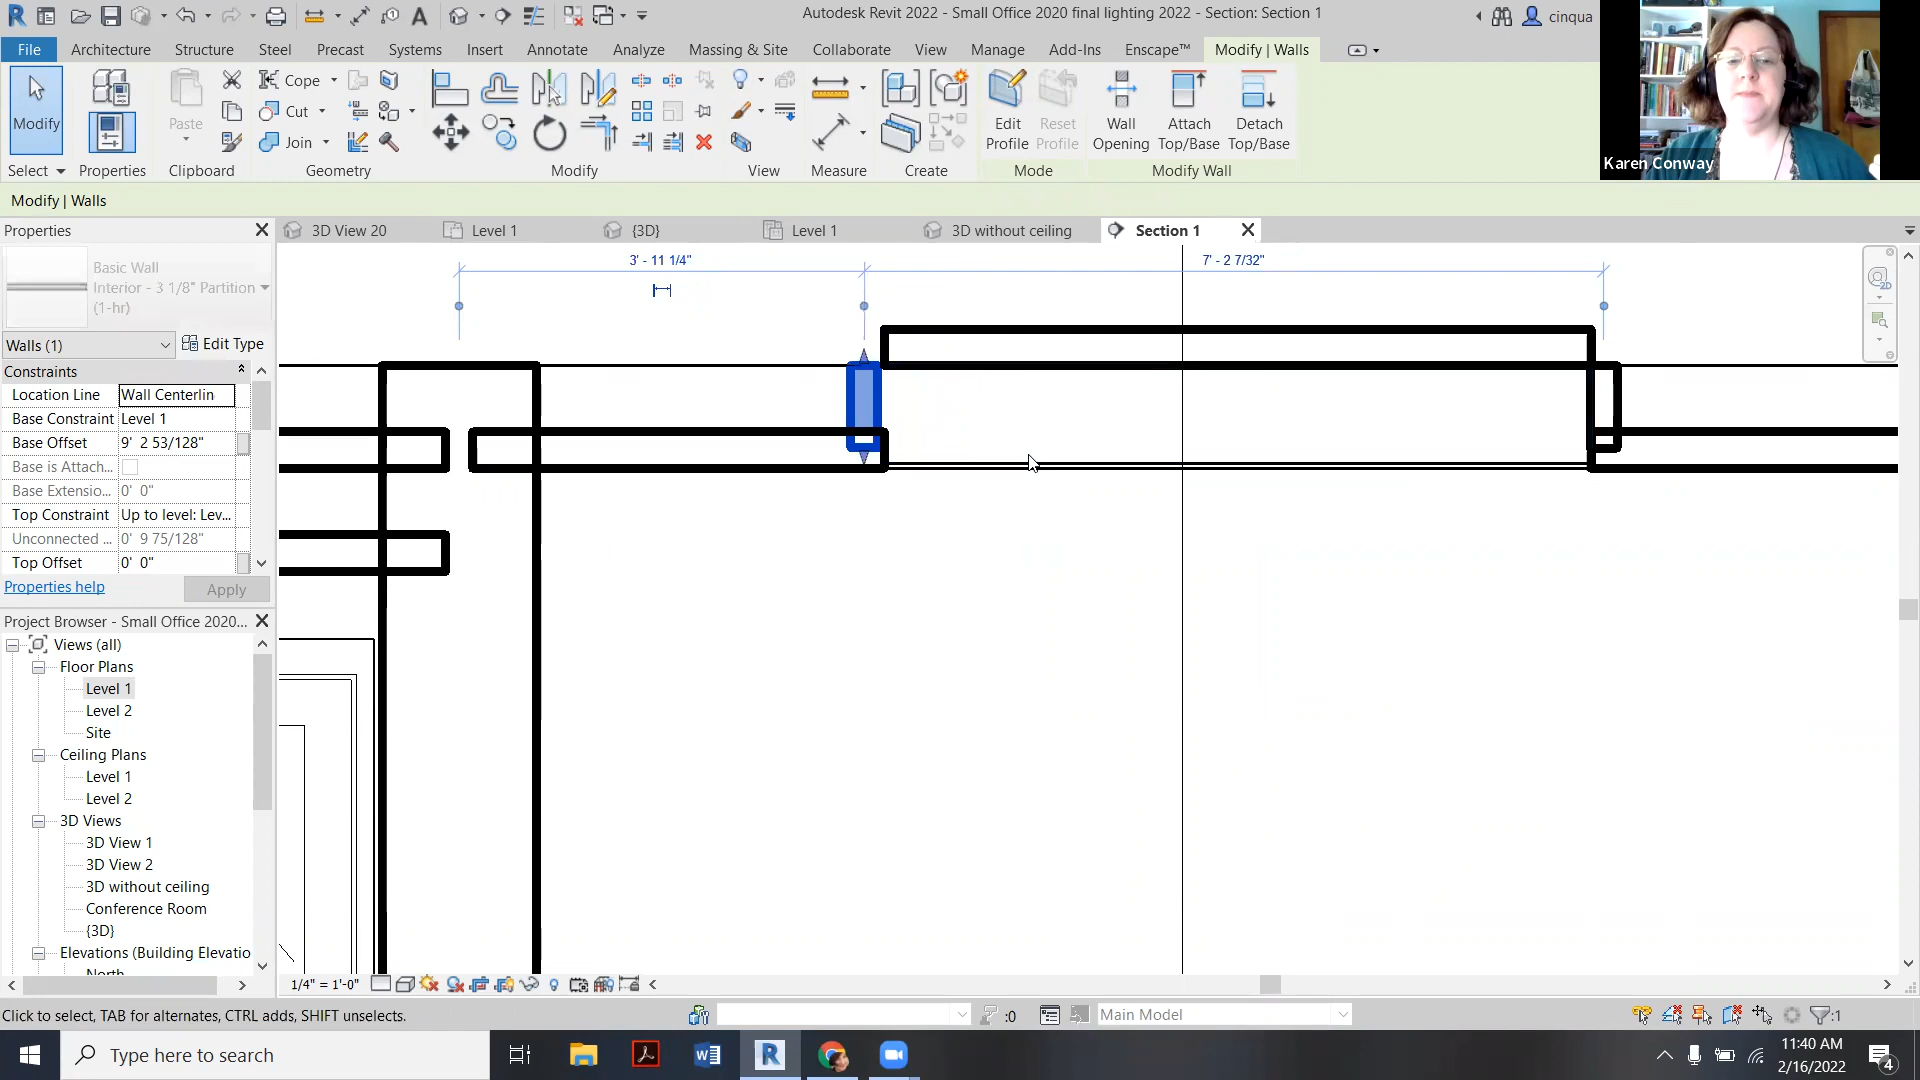 Autodesk Revit 2022 - Small Office 2020 final lighting 2022 - Section: Section 1
cinqua
File Architecture Structure Steel Precast Systems Insert Annotate Analyze Massing & Site Collaborate View Manage Add-Ins Enscape™ Modify | Walls
Modify
Paste
Cope
Cut
Join
Edit Profile
Reset Profile
Wall Opening
Attach Top/Base
Detach Top/Base
Select Properties Clipboard Geometry Modify View Measure Create Mode Modify Wall
Karen Conway
Modify | Walls
Properties
3D View 20 Level 1 {3D} Level 1 3D without ceiling Section 1
Basic Wall
Interior - 3 1/8" Partition
(1-hr)
Walls (1) Edit Type
Constraints
Location Line Wall Centerlin
Base Constraint Level 1
Base Offset 9' 2 53/128"
Base is Attach...
Base Extensio... 0' 0"
Top Constraint Up to level: Lev...
Unconnected ... 0' 9 75/128"
Top Offset 0' 0"
Properties help Apply
3' - 11 1/4" 7' - 2 7/32"
2D
Project Browser - Small Office 2020...
Views (all)
Floor Plans
Level 1
Level 2
Site
Ceiling Plans
Level 1
Level 2
3D Views
3D View 1
3D View 2
3D without ceiling
Conference Room
{3D}
Elevations (Building Elevatio
North
1/4" = 1'-0"
Click to select, TAB for alternates, CTRL adds, SHIFT unselects.
:0
Main Model
:1
Type here to search
11:40 AM
2/16/2022
4